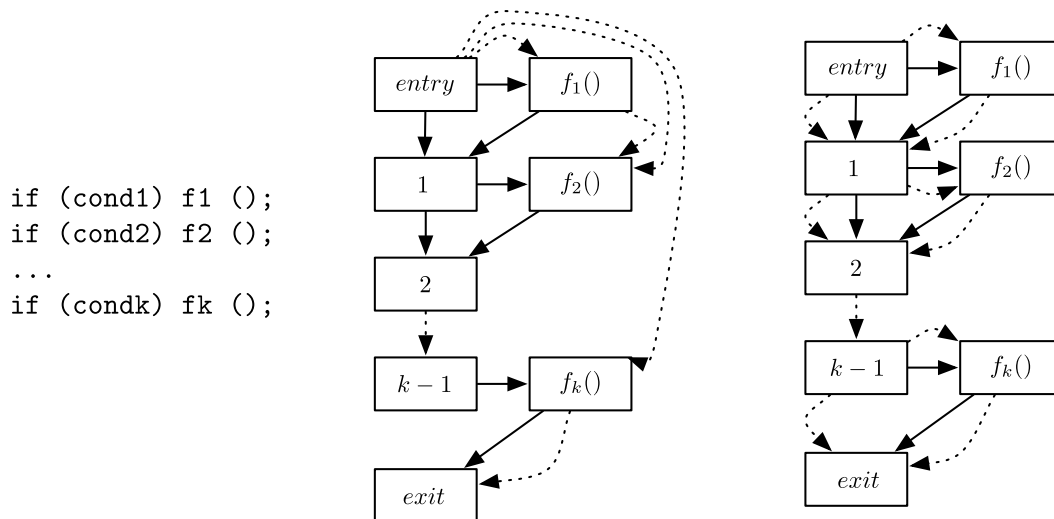 if (cond1) f1 ();
if (cond2) f2 ();
...
if (condk) fk ();
entry
f₁()
1
f₂()
2
k − 1
fₖ()
exit
entry
f₁()
1
f₂()
2
k − 1
fₖ()
exit